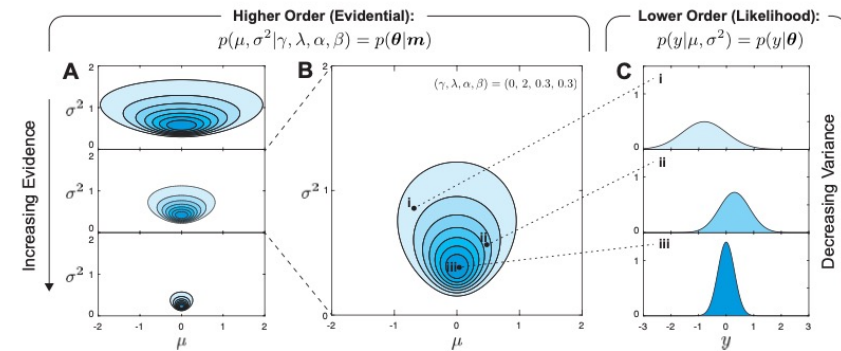 Higher Order (Evidential):
p(μ, σ²|γ, λ, α, β) = p(θ|m)
Lower Order (Likelihood):
p(y|μ, σ²) = p(y|θ)
A
B
C
Increasing Evidence
2
σ²
1
0
2
σ²
1
0
2
σ²
1
0
-2 -1 0 1 2
μ
2
σ²
1
0
(γ, λ, α, β) = (0, 2, 0.3, 0.3)
i
ii
iii
-2 -1 0 1 2
μ
i
1
0
ii
1
0
iii
1
0
-3 -2 -1 0 1 2 3
y
Decreasing Variance